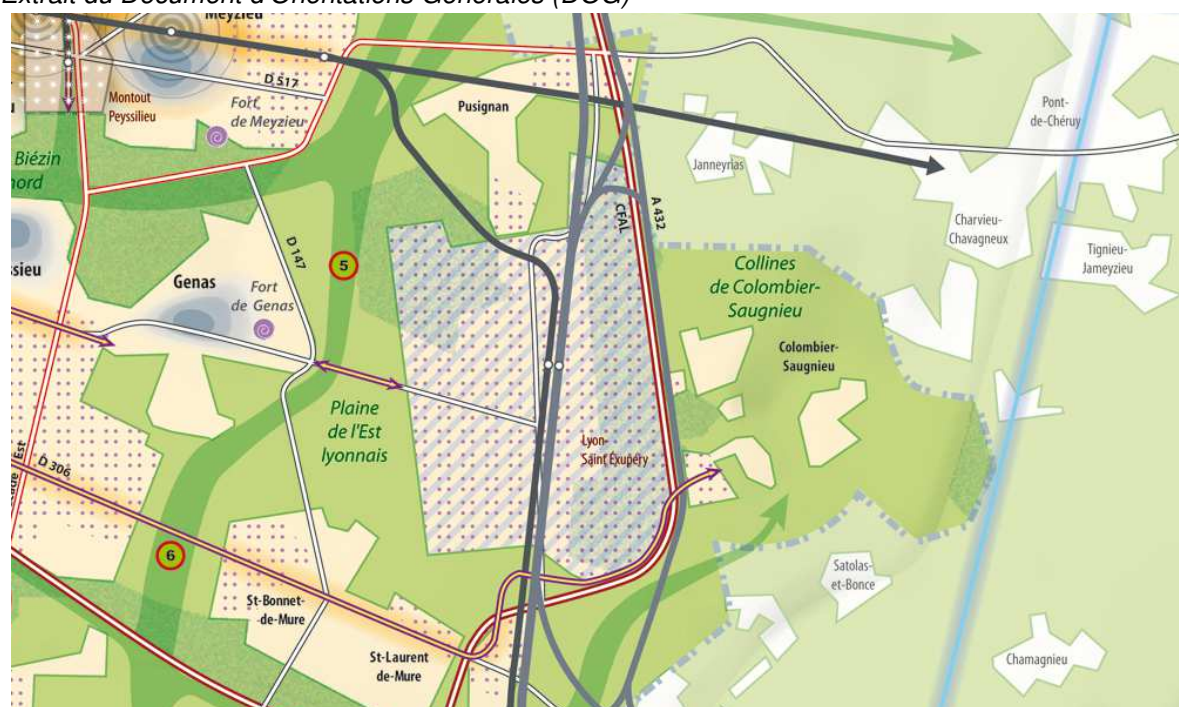 Extrait du Document d'Orientations Générales (DOG)
Meyzieu
D 517
Montout
Peyssilieu
Fort
de Meyzieu
Pusignan
Pont-
de-Chéruy
Biézin
nord
Janneyrias
A 432
CFAL
Charvieu-
Chavagneux
Tignieu-
Jameyzieu
D 147
5
ssieu
Genas
Fort
de Genas
Collines
de Colombier-
Saugnieu
Colombier-
Saugnieu
Plaine
de l'Est
lyonnais
Lyon-
Saint Exupéry
Est
D 306
6
Satolas-
et-Bonce
St-Bonnet-
de-Mure
St-Laurent
de-Mure
Chamagnieu